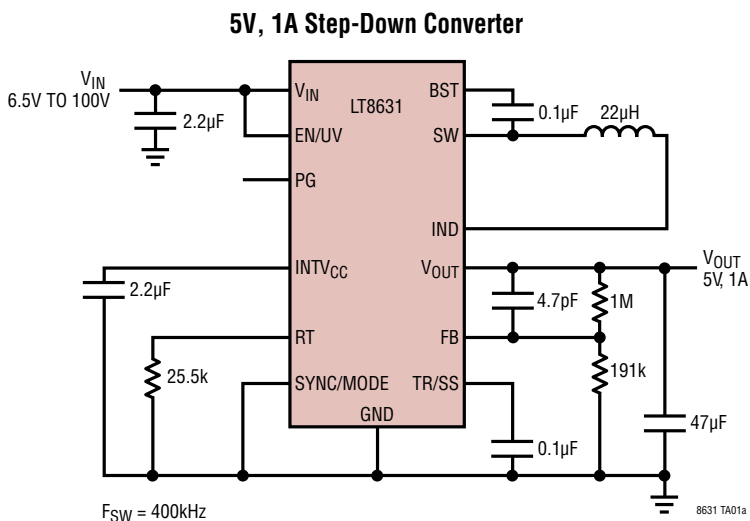 5V, 1A Step-Down Converter
VIN
6.5V TO 100V
2.2µF
VIN
EN/UV
PG
INTVCC
2.2µF
RT
25.5k
SYNC/MODE
GND
LT8631
BST
0.1µF
22µH
SW
IND
VOUT
VOUT
5V, 1A
4.7pF
1M
FB
191k
TR/SS
0.1µF
47µF
FSW = 400kHz
8631 TA01a